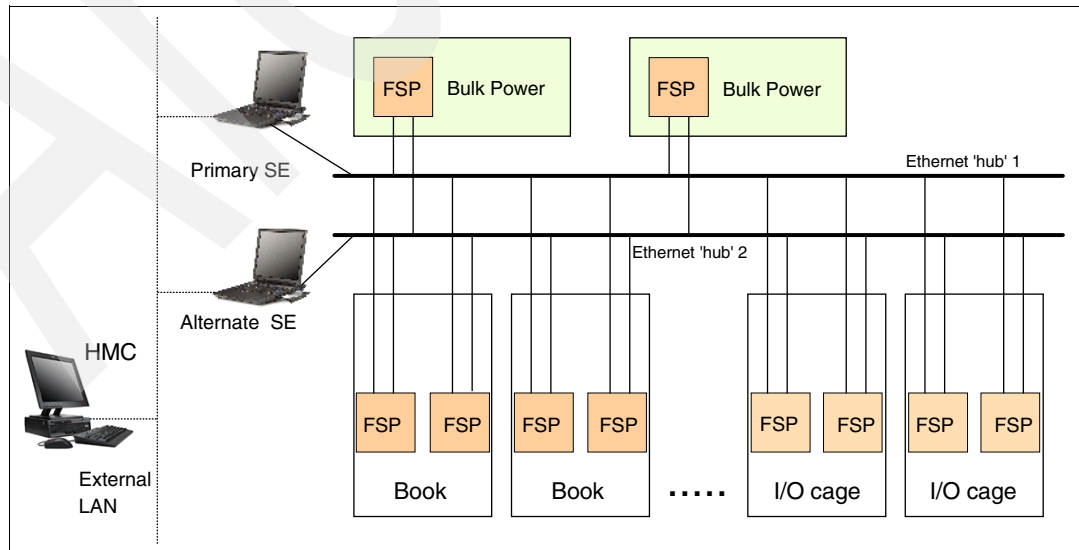 FSP
Bulk Power
FSP
Bulk Power
Ethernet 'hub' 1
Primary SE
Ethernet 'hub' 2
Alternate SE
HMC
External
LAN
FSP
FSP
FSP
FSP
FSP
FSP
FSP
FSP
Book
Book
.....
I/O cage
I/O cage